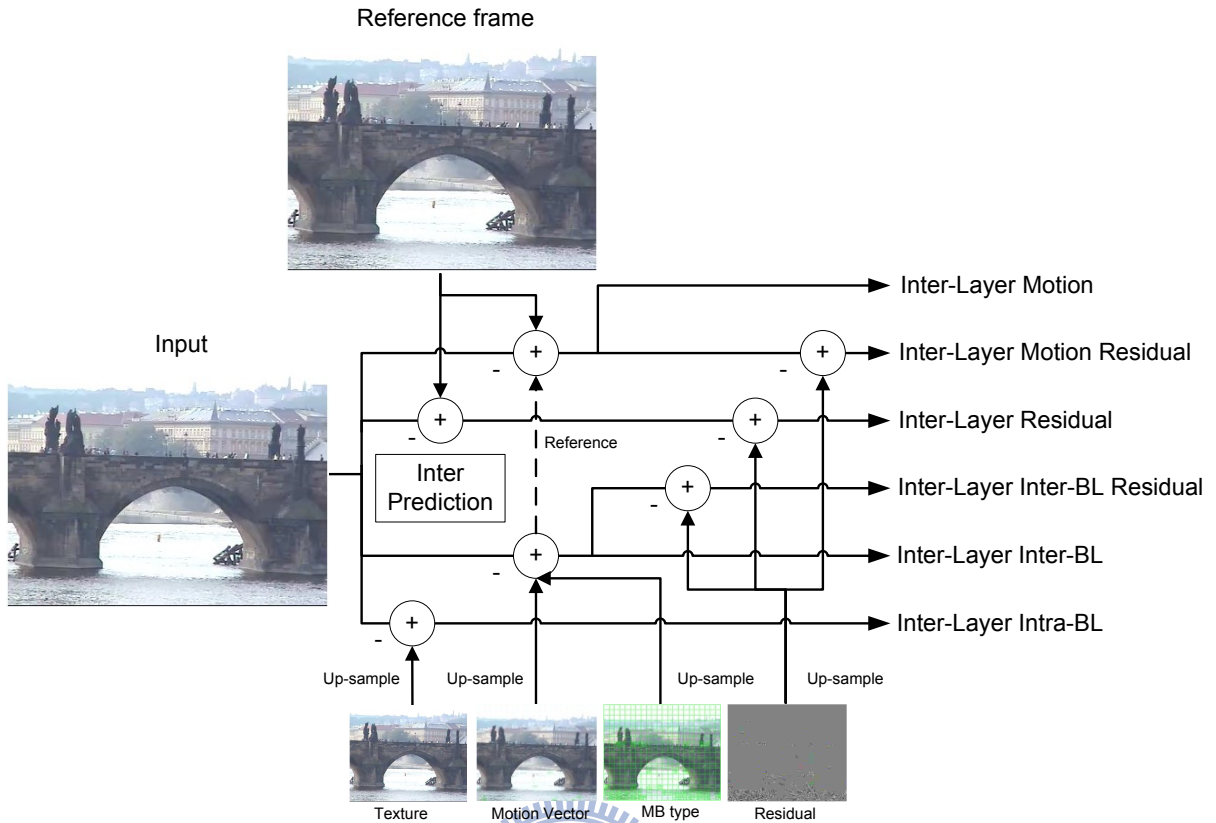 Reference frame
Input
Inter-Layer Motion
+
-
+
-
Inter-Layer Motion Residual
+
-
+
-
Inter-Layer Residual
Reference
Inter
Prediction
+
-
Inter-Layer Inter-BL Residual
+
-
Inter-Layer Inter-BL
+
-
Inter-Layer Intra-BL
Up-sample
Up-sample
Up-sample
Up-sample
Texture
Motion Vector
MB type
Residual